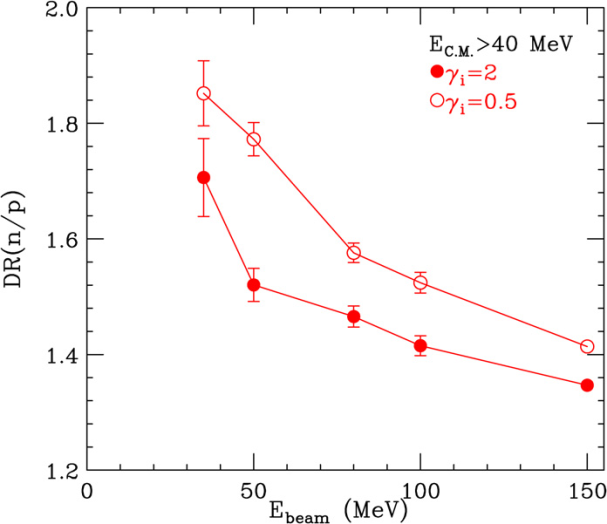 2.0
1.8
1.6
1.4
1.2
DR(n/p)
E_C.M.>40 MeV
γ_i=2
γ_i=0.5
0
50
100
150
E_beam (MeV)